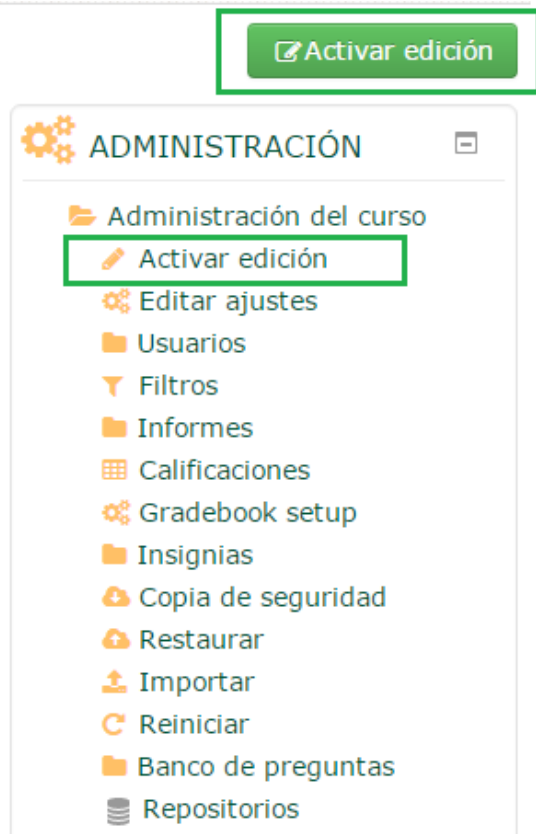 Activar edición
ADMINISTRACIÓN
Administración del curso
Activar edición
Editar ajustes
Usuarios
Filtros
Informes
Calificaciones
Gradebook setup
Insignias
Copia de seguridad
Restaurar
Importar
Reiniciar
Banco de preguntas
Repositorios